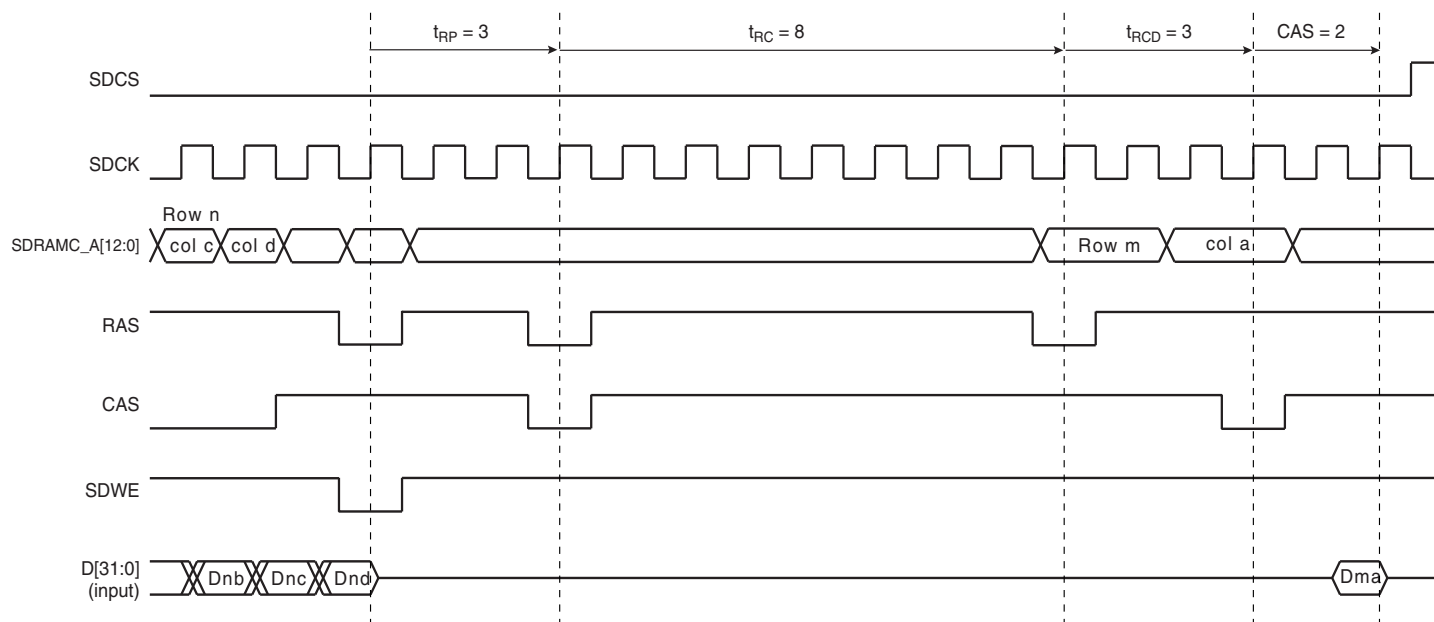 tRP = 3
tRC = 8
tRCD = 3
CAS = 2
SDCS
SDCK
Row n
SDRAMC_A[12:0]
col c
col d
Row m
col a
RAS
CAS
SDWE
D[31:0]
(input)
Dnb
Dnc
Dnd
Dma